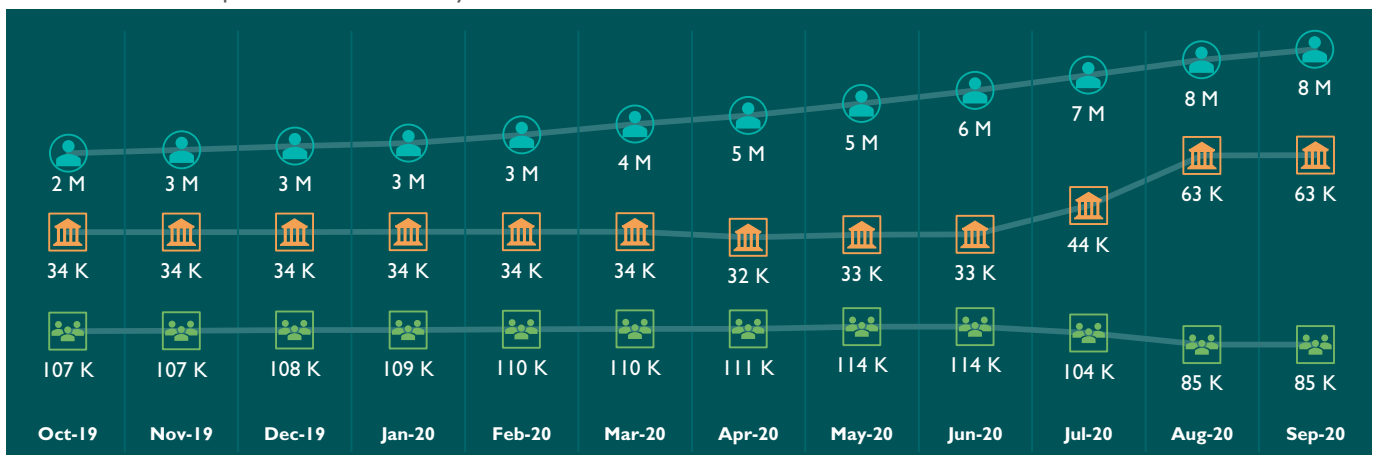 2 M 3 M 3 M 3 M 3 M 4 M 5 M 5 M 6 M 7 M 8 M 8 M
34 K 34 K 34 K 34 K 34 K 34 K 32 K 33 K 33 K 44 K 63 K 63 K
107 K 107 K 108 K 109 K 110 K 110 K 111 K 114 K 114 K 104 K 85 K 85 K
Oct-19 Nov-19 Dec-19 Jan-20 Feb-20 Mar-20 Apr-20 May-20 Jun-20 Jul-20 Aug-20 Sep-20